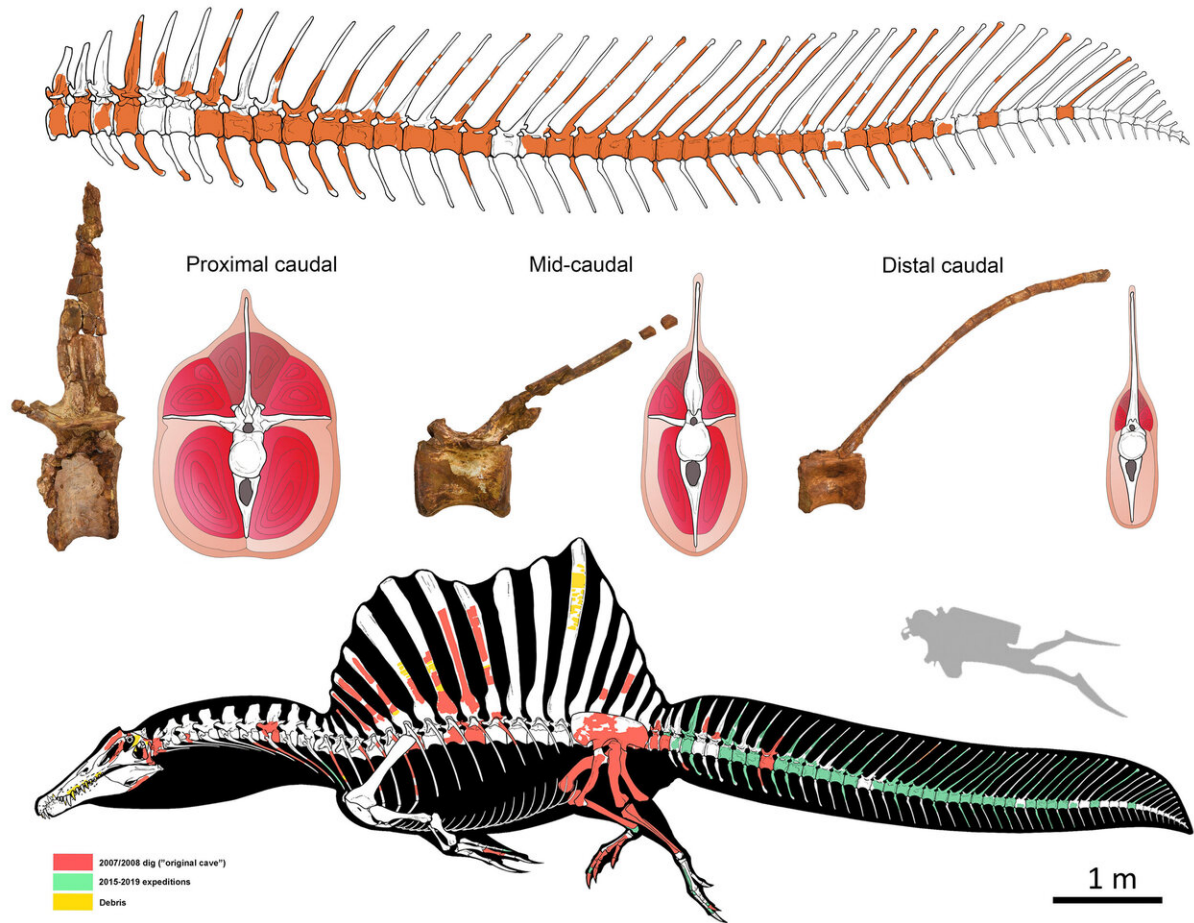 Proximal caudal
Mid-caudal
Distal caudal
2007/2008 dig ("original cave")
2015-2019 expeditions
Debris
1 m